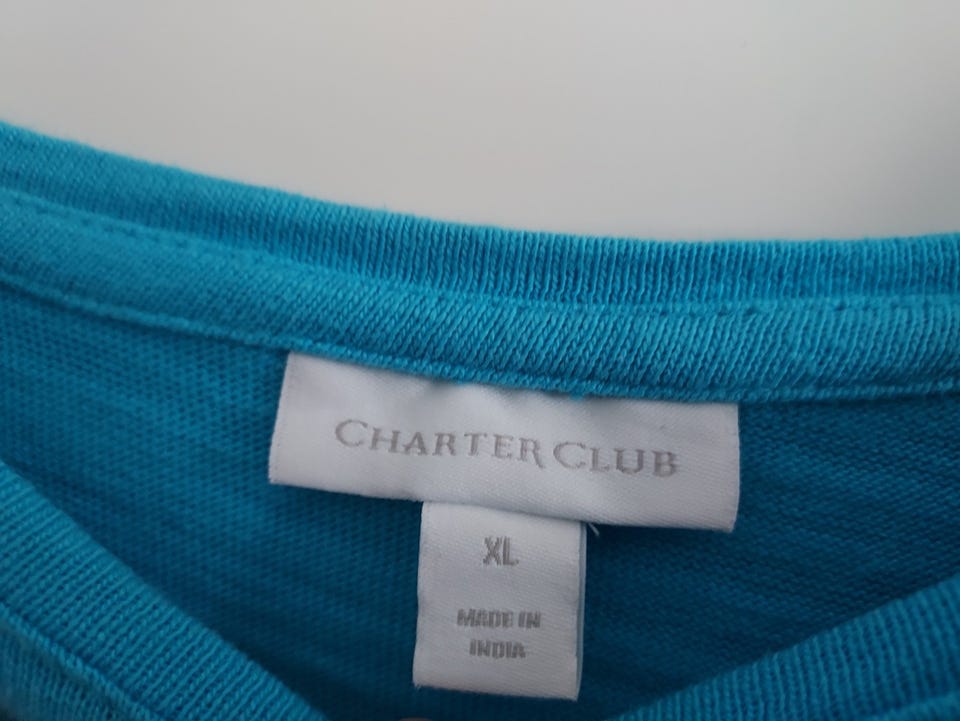 CHARTER CLUB
XL
MADE IN
INDIA